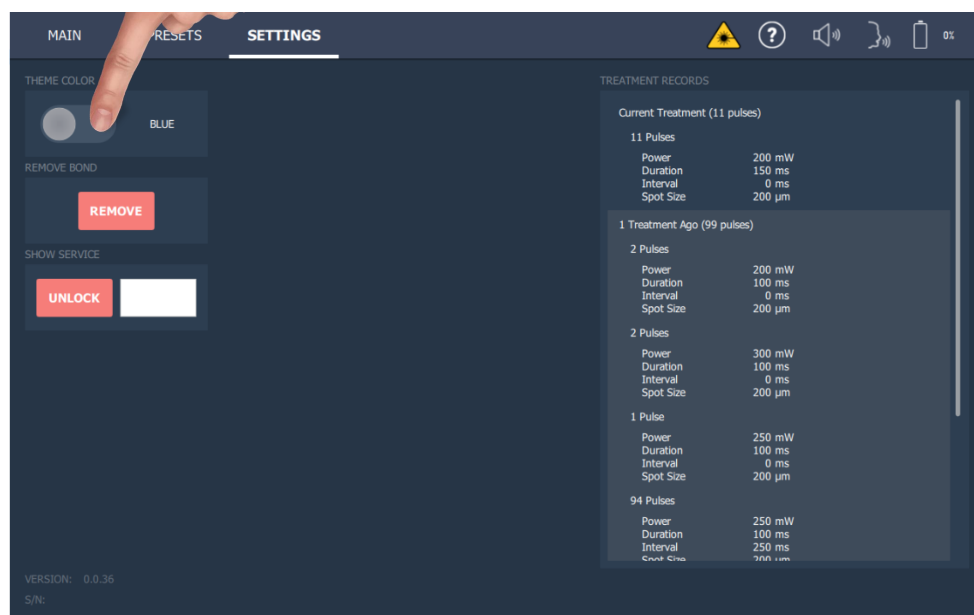 MAIN
PRESETS
SETTINGS
?
0%
THEME COLOR
BLUE
REMOVE BOND
REMOVE
SHOW SERVICE
UNLOCK
VERSION: 0.0.36
S/N:
TREATMENT RECORDS
Current Treatment (11 pulses)
11 Pulses
Power 200 mW
Duration 150 ms
Interval 0 ms
Spot Size 200 µm
1 Treatment Ago (99 pulses)
2 Pulses
Power 200 mW
Duration 100 ms
Interval 0 ms
Spot Size 200 µm
2 Pulses
Power 300 mW
Duration 100 ms
Interval 0 ms
Spot Size 200 µm
1 Pulse
Power 250 mW
Duration 100 ms
Interval 0 ms
Spot Size 200 µm
94 Pulses
Power 250 mW
Duration 100 ms
Interval 250 ms
Spot Size 200 µm